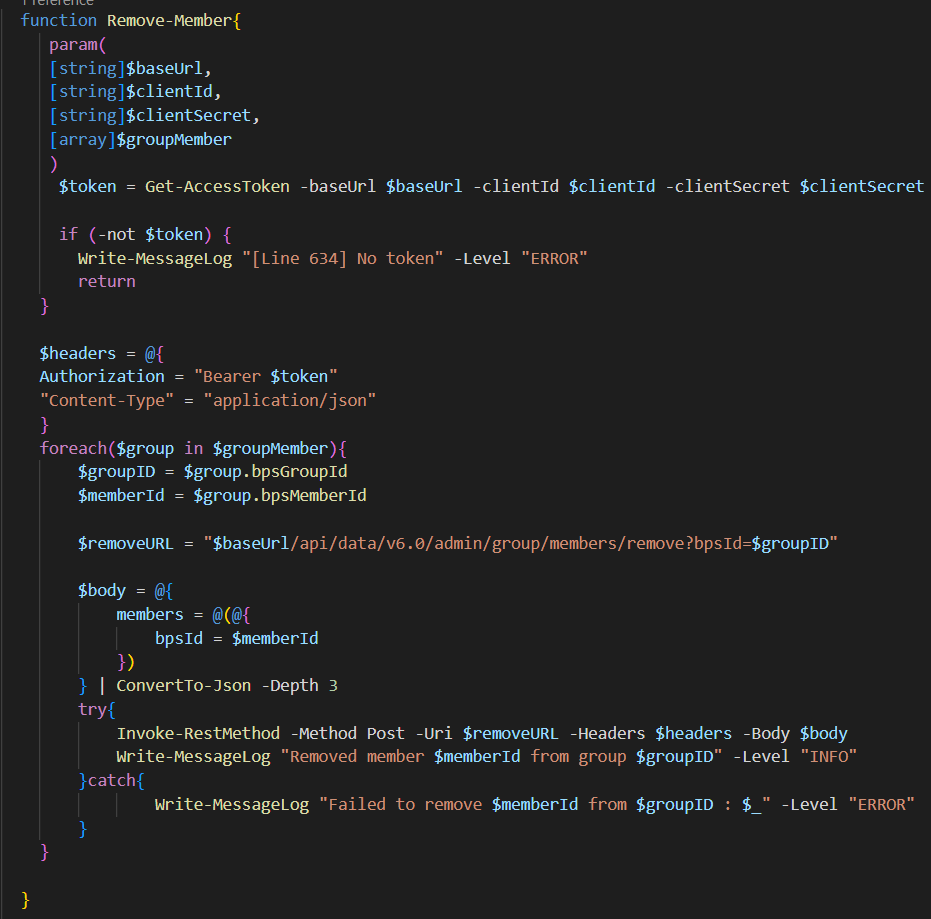 function Remove-Member{
param(
[string]$baseUrl,
[string]$clientId,
[string]$clientSecret,
[array]$groupMember
)
$token = Get-AccessToken -baseUrl $baseUrl -clientId $clientId -clientSecret $clientSecret
if (-not $token) {
Write-MessageLog "[Line 634] No token" -Level "ERROR"
return
}
$headers = @{
Authorization = "Bearer $token"
"Content-Type" = "application/json"
}
foreach($group in $groupMember){
$groupID = $group.bpsGroupId
$memberId = $group.bpsMemberId
$removeURL = "$baseUrl/api/data/v6.0/admin/group/members/remove?bpsId=$groupID"
$body = @{
members = @(@{
bpsId = $memberId
})
} | ConvertTo-Json -Depth 3
try{
Invoke-RestMethod -Method Post -Uri $removeURL -Headers $headers -Body $body
Write-MessageLog "Removed member $memberId from group $groupID" -Level "INFO"
}catch{
Write-MessageLog "Failed to remove $memberId from $groupID : $_" -Level "ERROR"
}
}
}